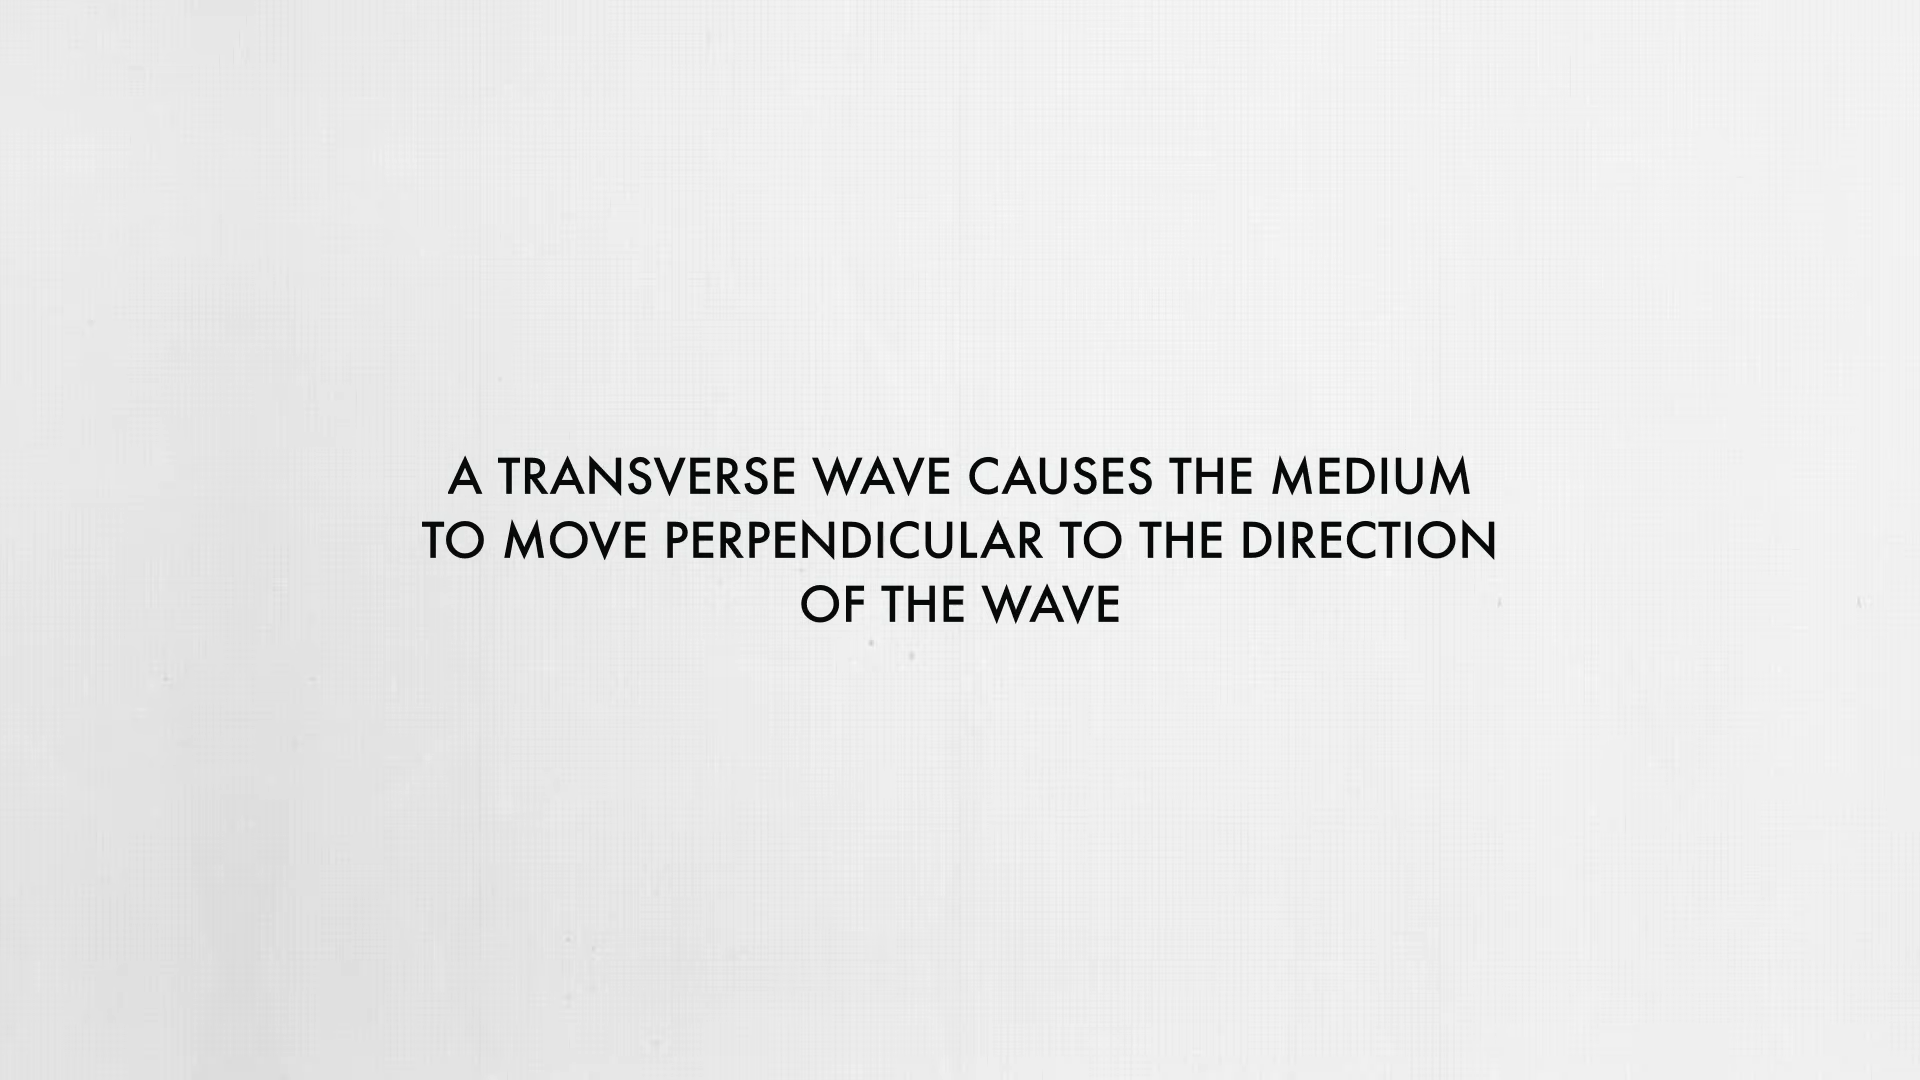 A TRANSVERSE WAVE CAUSES THE MEDIUM
TO MOVE PERPENDICULAR TO THE DIRECTION
OF THE WAVE